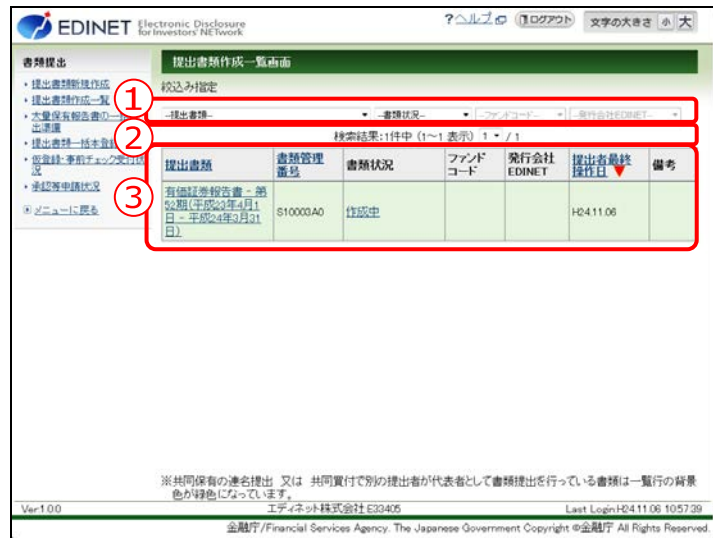 EDINET Electronic Disclosure for Investors' NETwork
?ヘルプ ログアウト 文字の大きさ 小 大
書類提出
・提出書類新規作成
・提出書類作成一覧
・大量保有報告書の一
出準備
・提出書類一括本登
・仮登録・事前チェック受付状
況
・承認等申請状況
メニューに戻る
提出書類作成一覧画面
絞込み指定
①
--提出書類-- --書類状況-- --ファンドコード-- --発行会社EDINET--
②
検索結果:1件中 (1～1 表示) 1 / 1
③
提出書類 書類管理番号 書類状況 ファンドコード 発行会社EDINET 提出者最終操作日▼ 備考
有価証券報告書 - 第
52期(平成23年4月1
日 - 平成24年3月31
日)
S10003A0 作成中 H24.11.06
※共同保有の連名提出 又は 共同買付で別の提出者が代表者として書類提出を行っている書類は一覧行の背景
色が緑色になっています。
Ver1.0.0 エディネット株式会社 E33405 Last Login:H24.11.06 10:57:39
金融庁/Financial Services Agency. The Japanese Government Copyright ©金融庁 All Rights Reserved.